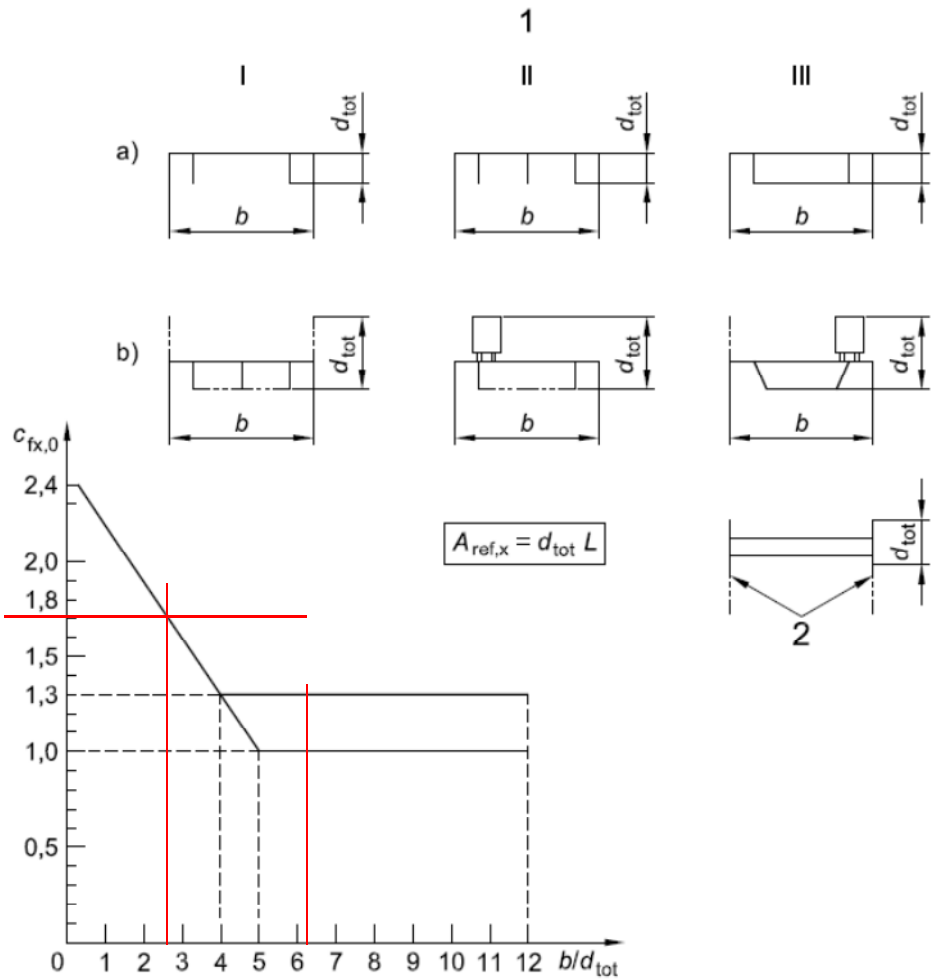 1
I II III
a)
d_tot d_tot d_tot
b b b
b)
d_tot d_tot d_tot
b b b
c_fx,0
2,4
2,0
1,8
1,5
1,3
1,0
0,5
A_ref,x = d_tot L
d_tot
2
0 1 2 3 4 5 6 7 8 9 10 11 12 b/d_tot